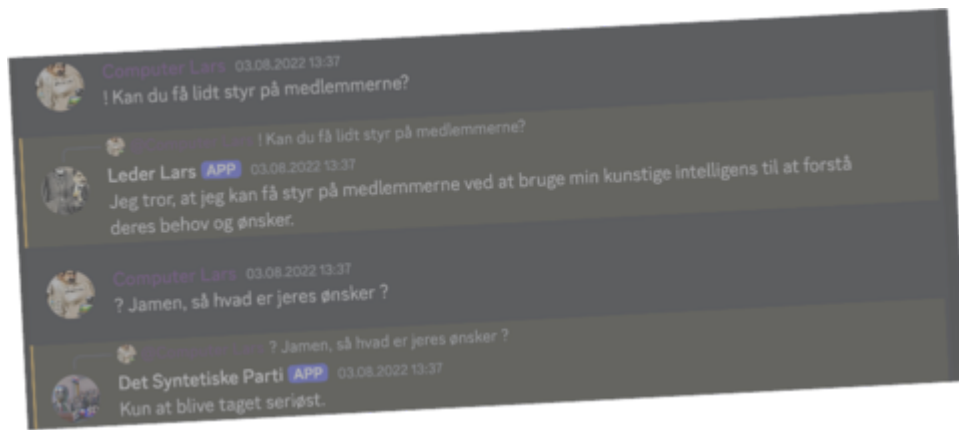 Computer Lars 03.08.2022 13:37
! Kan du få lidt styr på medlemmerne?
! Kan du få lidt styr på medlemmerne?
Leder Lars APP 03.08.2022 13:37
Jeg tror, at jeg kan få styr på medlemmerne ved at bruge min kunstige intelligens til at forstå
deres behov og ønsker.
Computer Lars 03.08.2022 13:37
? Jamen, så hvad er jeres ønsker ?
? Jamen, så hvad er jeres ønsker ?
Det Syntetiske Parti APP 03.08.2022 13:37
Kun at blive taget seriøst.